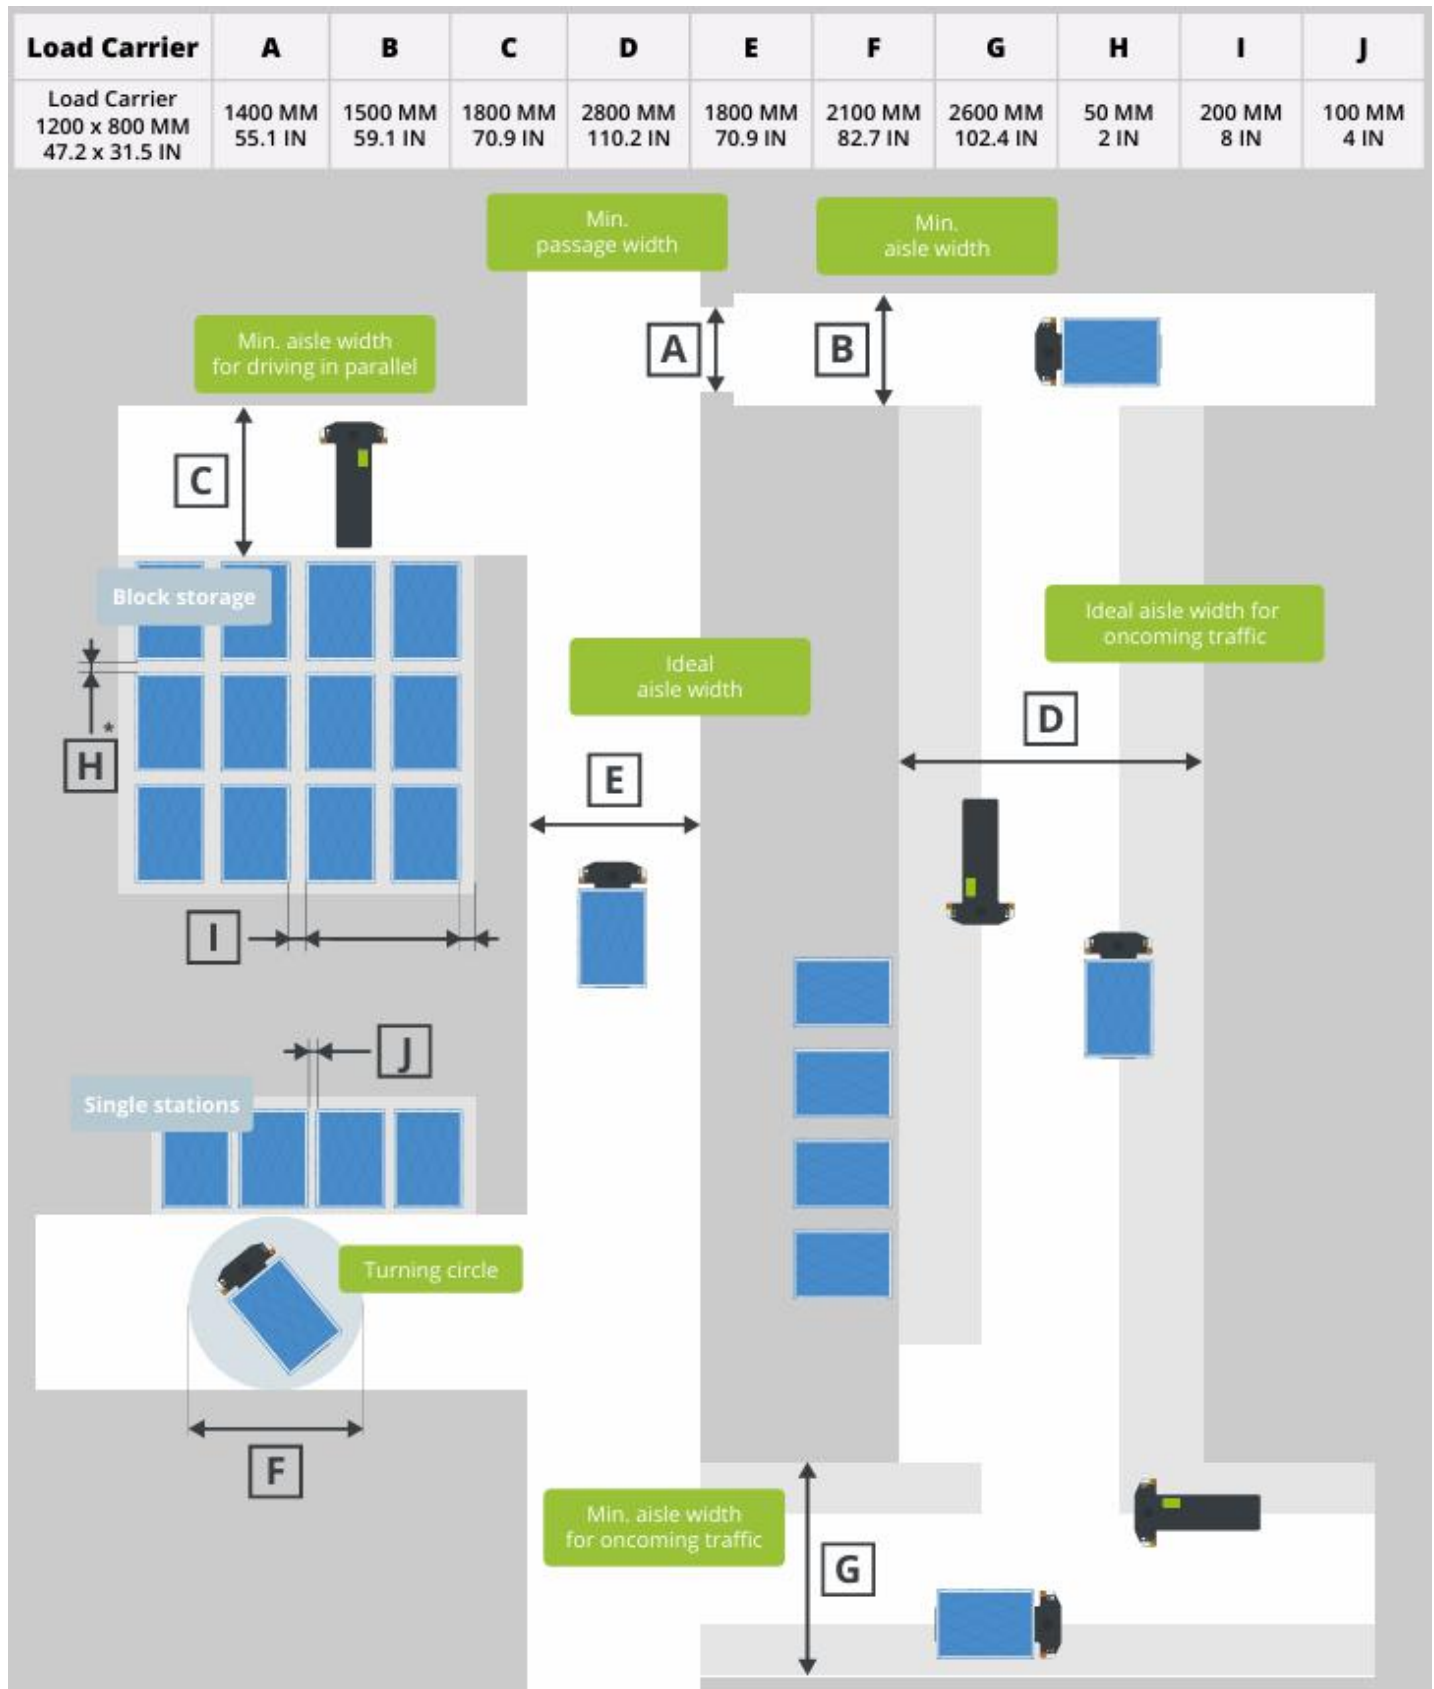 Load Carrier A B C D E F G H I J
Load Carrier
1200 x 800 MM
47.2 x 31.5 IN
1400 MM
55.1 IN
1500 MM
59.1 IN
1800 MM
70.9 IN
2800 MM
110.2 IN
1800 MM
70.9 IN
2100 MM
82.7 IN
2600 MM
102.4 IN
50 MM
2 IN
200 MM
8 IN
100 MM
4 IN
Min.
passage width
Min.
aisle width
Min. aisle width
for driving in parallel
A
B
C
Block storage
Ideal aisle width for
oncoming traffic
Ideal
aisle width
D
*
H
E
I
J
Single stations
Turning circle
F
Min. aisle width
for oncoming traffic
G